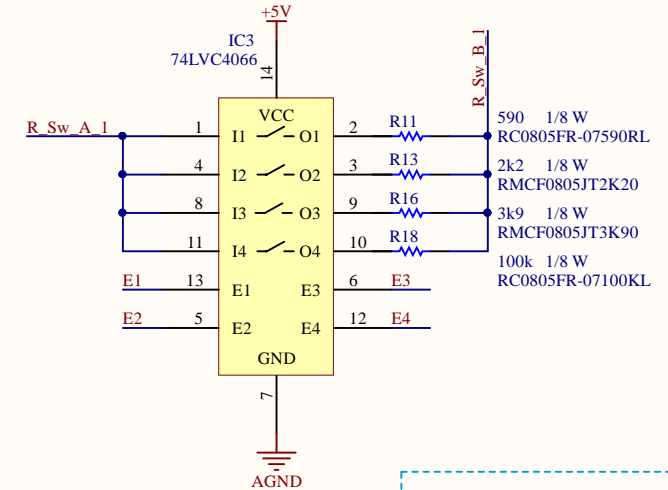 +5V
IC3
74LVC4066
14
R_Sw_B_1
VCC
R_Sw_A_1
1 I1 O1 2 R11
590 1/8 W
RC0805FR-07590RL
4 I2 O2 3 R13
2k2 1/8 W
RMCF0805JT2K20
8 I3 O3 9 R16
3k9 1/8 W
RMCF0805JT3K90
11 I4 O4 10 R18
100k 1/8 W
RC0805FR-07100KL
E1 13 E1 E3 6 E3
E2 5 E2 E4 12 E4
GND
7
AGND